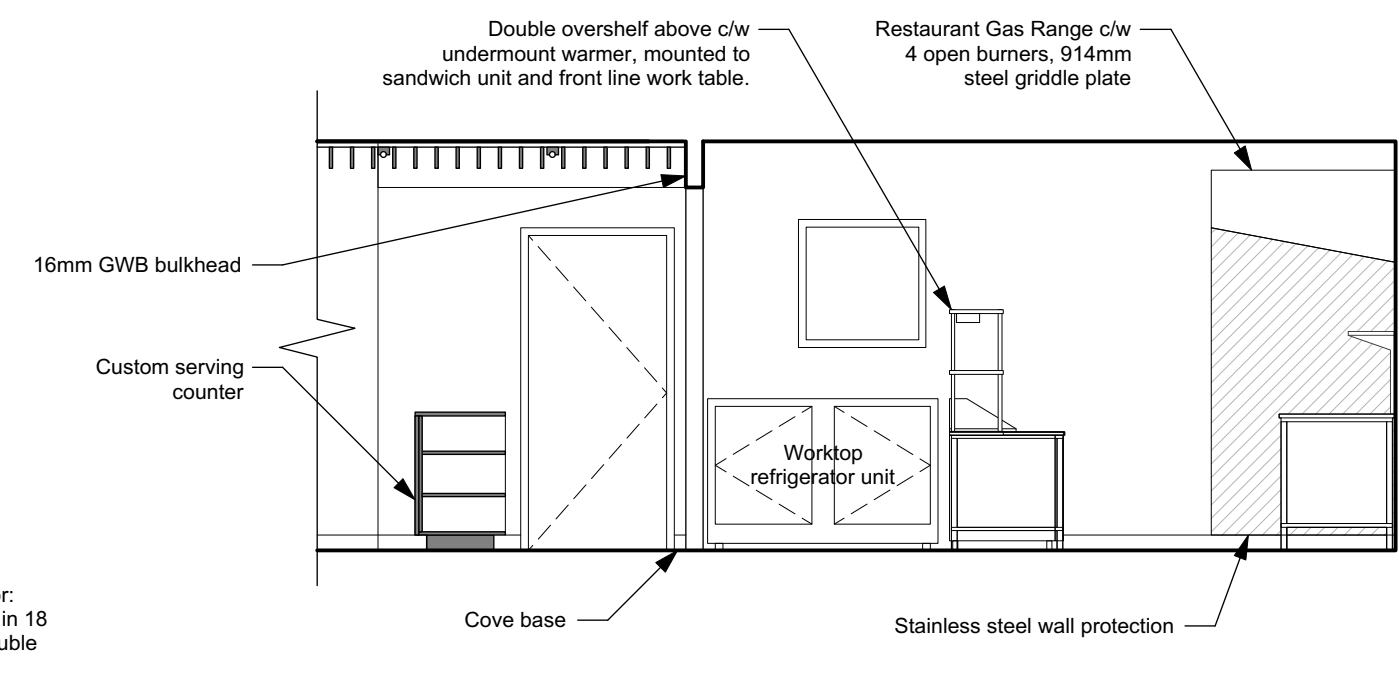 Double overshelf above c/w
undermount warmer, mounted to
sandwich unit and front line work table.
Restaurant Gas Range c/w
4 open burners, 914mm
steel griddle plate
16mm GWB bulkhead
Custom serving
counter
Worktop
refrigerator unit
Cove base
Stainless steel wall protection
r:
in 18
uble